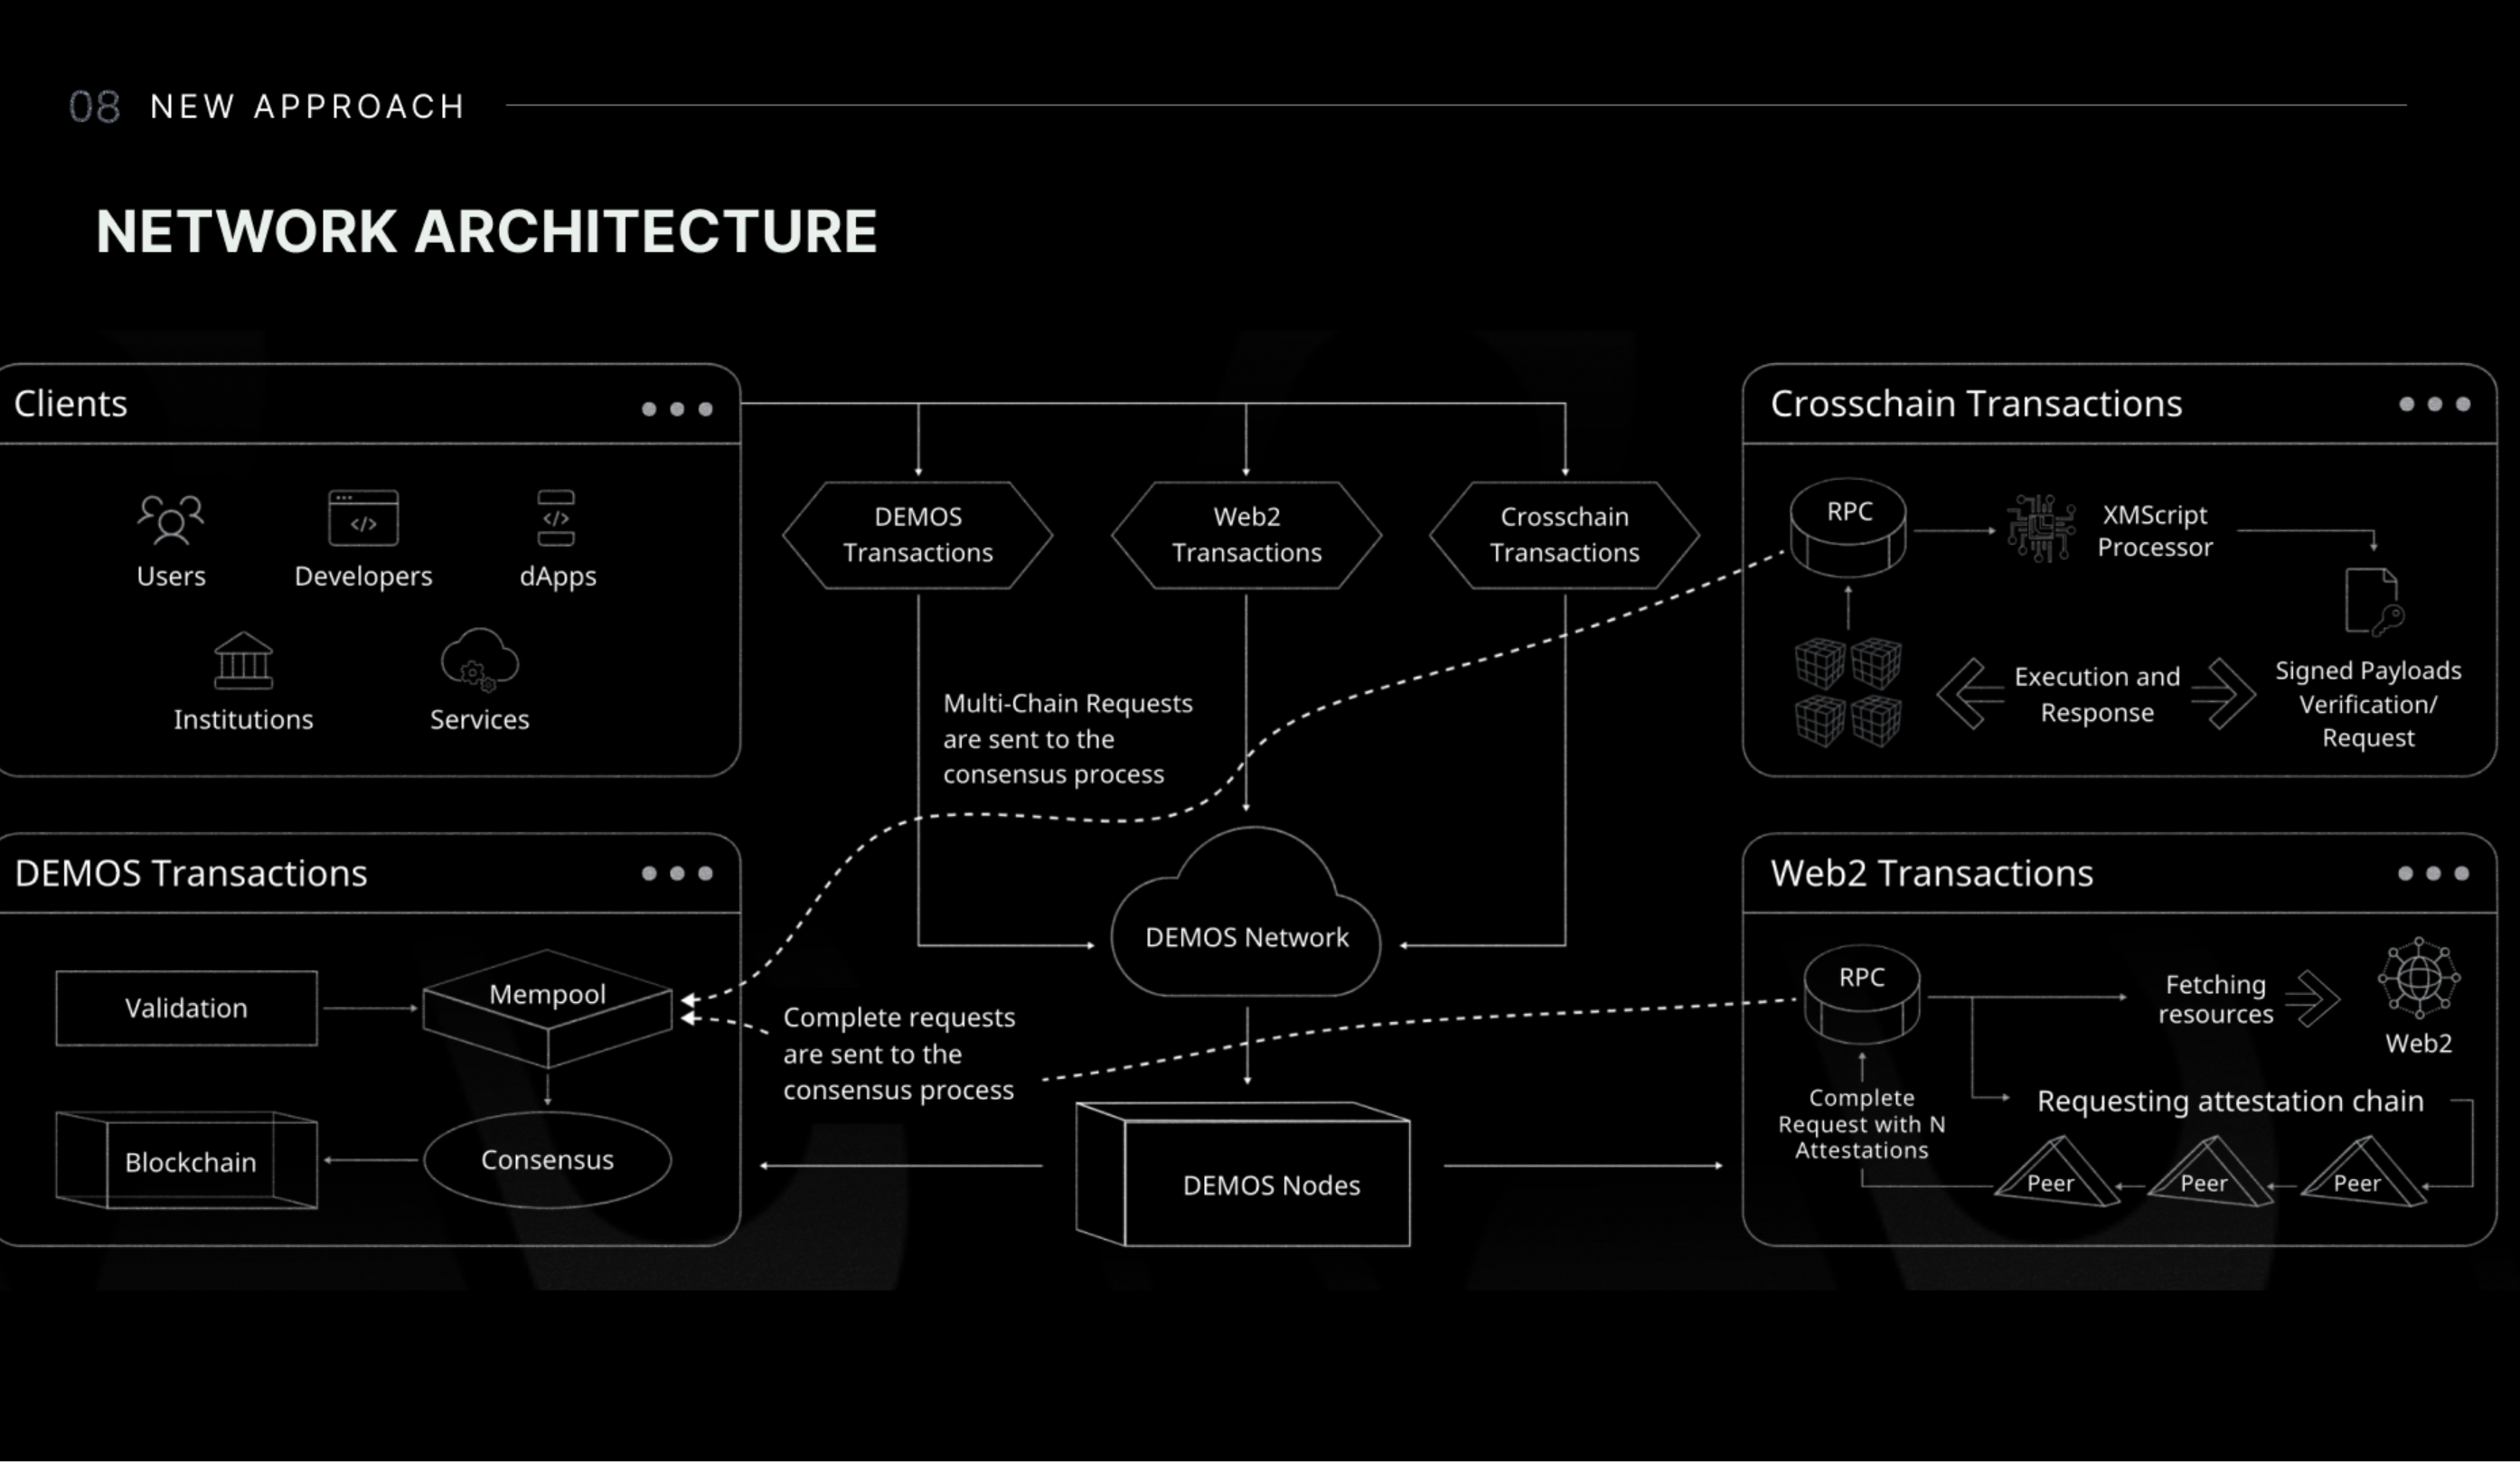 08 NEW APPROACH
NETWORK ARCHITECTURE
Clients
Users
Developers
dApps
Institutions
Services
DEMOS
Transactions
Web2
Transactions
Crosschain
Transactions
Multi-Chain Requests
are sent to the
consensus process
Crosschain Transactions
RPC
XMScript
Processor
Execution and
Response
Signed Payloads
Verification/
Request
DEMOS Transactions
Validation
Mempool
Blockchain
Consensus
Complete requests
are sent to the
consensus process
DEMOS Network
DEMOS Nodes
Web2 Transactions
RPC
Fetching
resources
Web2
Complete
Request with N
Attestations
Requesting attestation chain
Peer
Peer
Peer